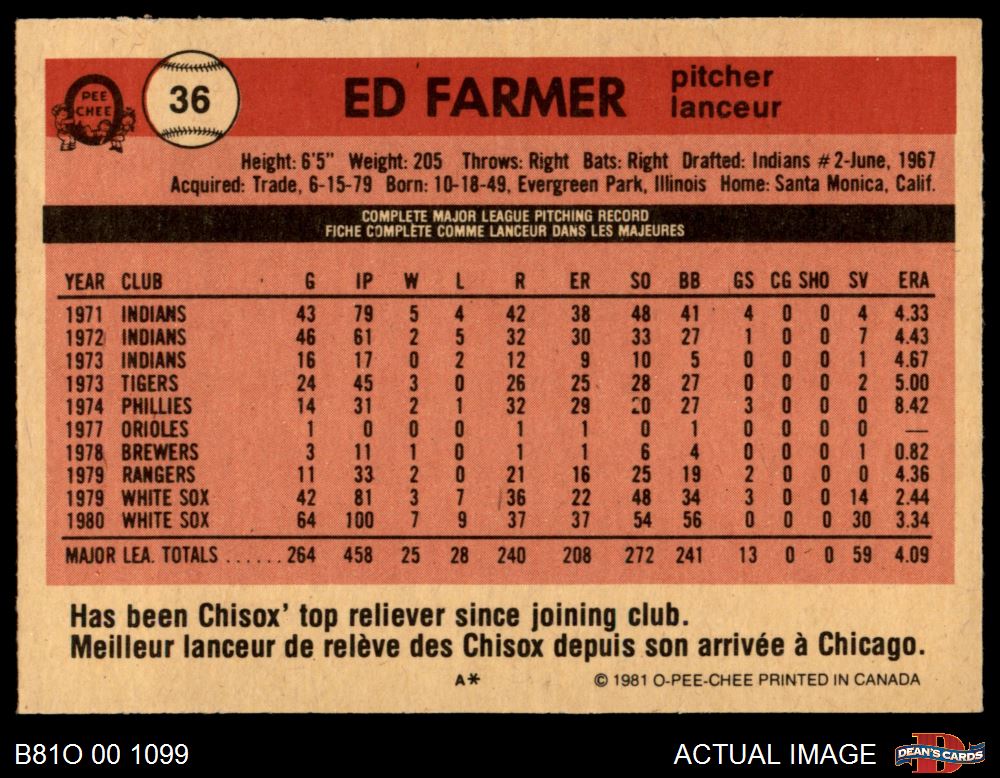 O
PEE
CHEE
36
ED FARMER
pitcher
lanceur
Height: 6'5" Weight: 205 Throws: Right Bats: Right Drafted: Indians #2-June, 1967
Acquired: Trade, 6-15-79 Born: 10-18-49, Evergreen Park, Illinois Home: Santa Monica, Calif.
COMPLETE MAJOR LEAGUE PITCHING RECORD
FICHE COMPLÈTE COMME LANCEUR DANS LES MAJEURES
YEAR CLUB G IP W L R ER SO BB GS CG SHO SV ERA
1971 INDIANS 43 79 5 4 42 38 48 41 4 0 0 4 4.33
1972 INDIANS 46 61 2 5 32 30 33 27 1 0 0 7 4.43
1973 INDIANS 16 17 0 2 12 9 10 5 0 0 0 1 4.67
1973 TIGERS 24 45 3 0 26 25 28 27 0 0 0 2 5.00
1974 PHILLIES 14 31 2 1 32 29 20 27 3 0 0 0 8.42
1977 ORIOLES 1 0 0 0 1 1 0 1 0 0 0 0 —
1978 BREWERS 3 11 1 0 1 1 6 4 0 0 0 1 0.82
1979 RANGERS 11 33 2 0 21 16 25 19 2 0 0 0 4.36
1979 WHITE SOX 42 81 3 7 36 22 48 34 3 0 0 14 2.44
1980 WHITE SOX 64 100 7 9 37 37 54 56 0 0 0 30 3.34
MAJOR LEA. TOTALS ...... 264 458 25 28 240 208 272 241 13 0 0 59 4.09
Has been Chisox' top reliever since joining club.
Meilleur lanceur de relève des Chisox depuis son arrivée à Chicago.
A* © 1981 O-PEE-CHEE PRINTED IN CANADA
B81O 00 1099
ACTUAL IMAGE
D
DEAN'S CARDS